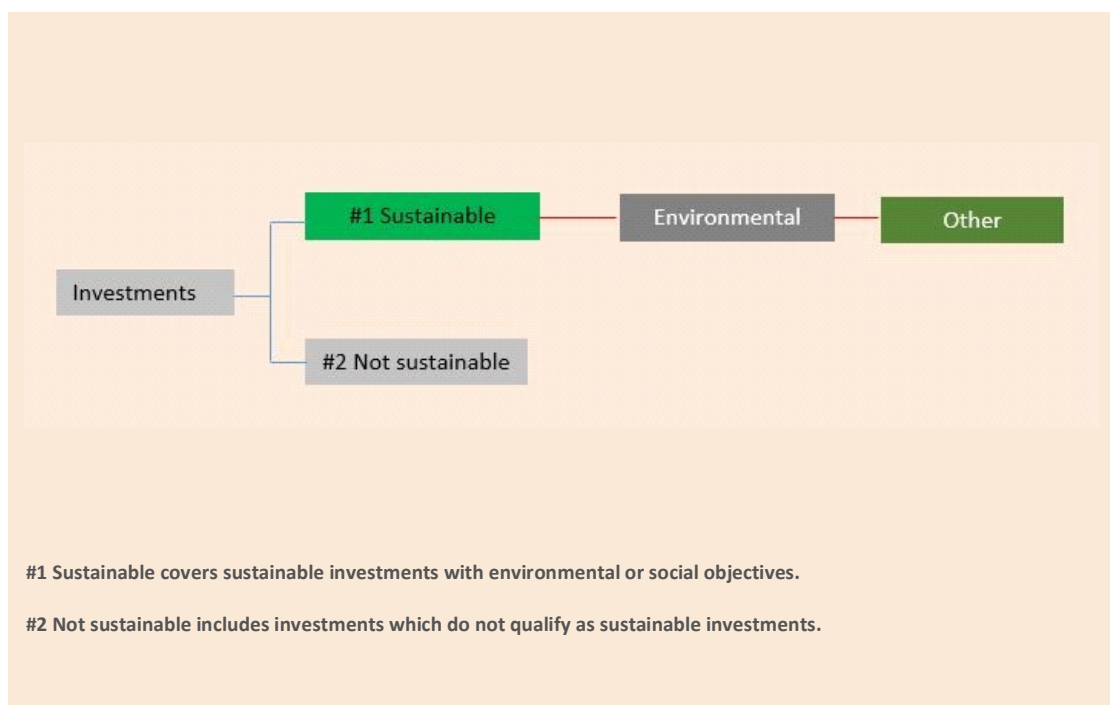 #1 Sustainable
Environmental
Other
Investments
#2 Not sustainable
#1 Sustainable covers sustainable investments with environmental or social objectives.
#2 Not sustainable includes investments which do not qualify as sustainable investments.